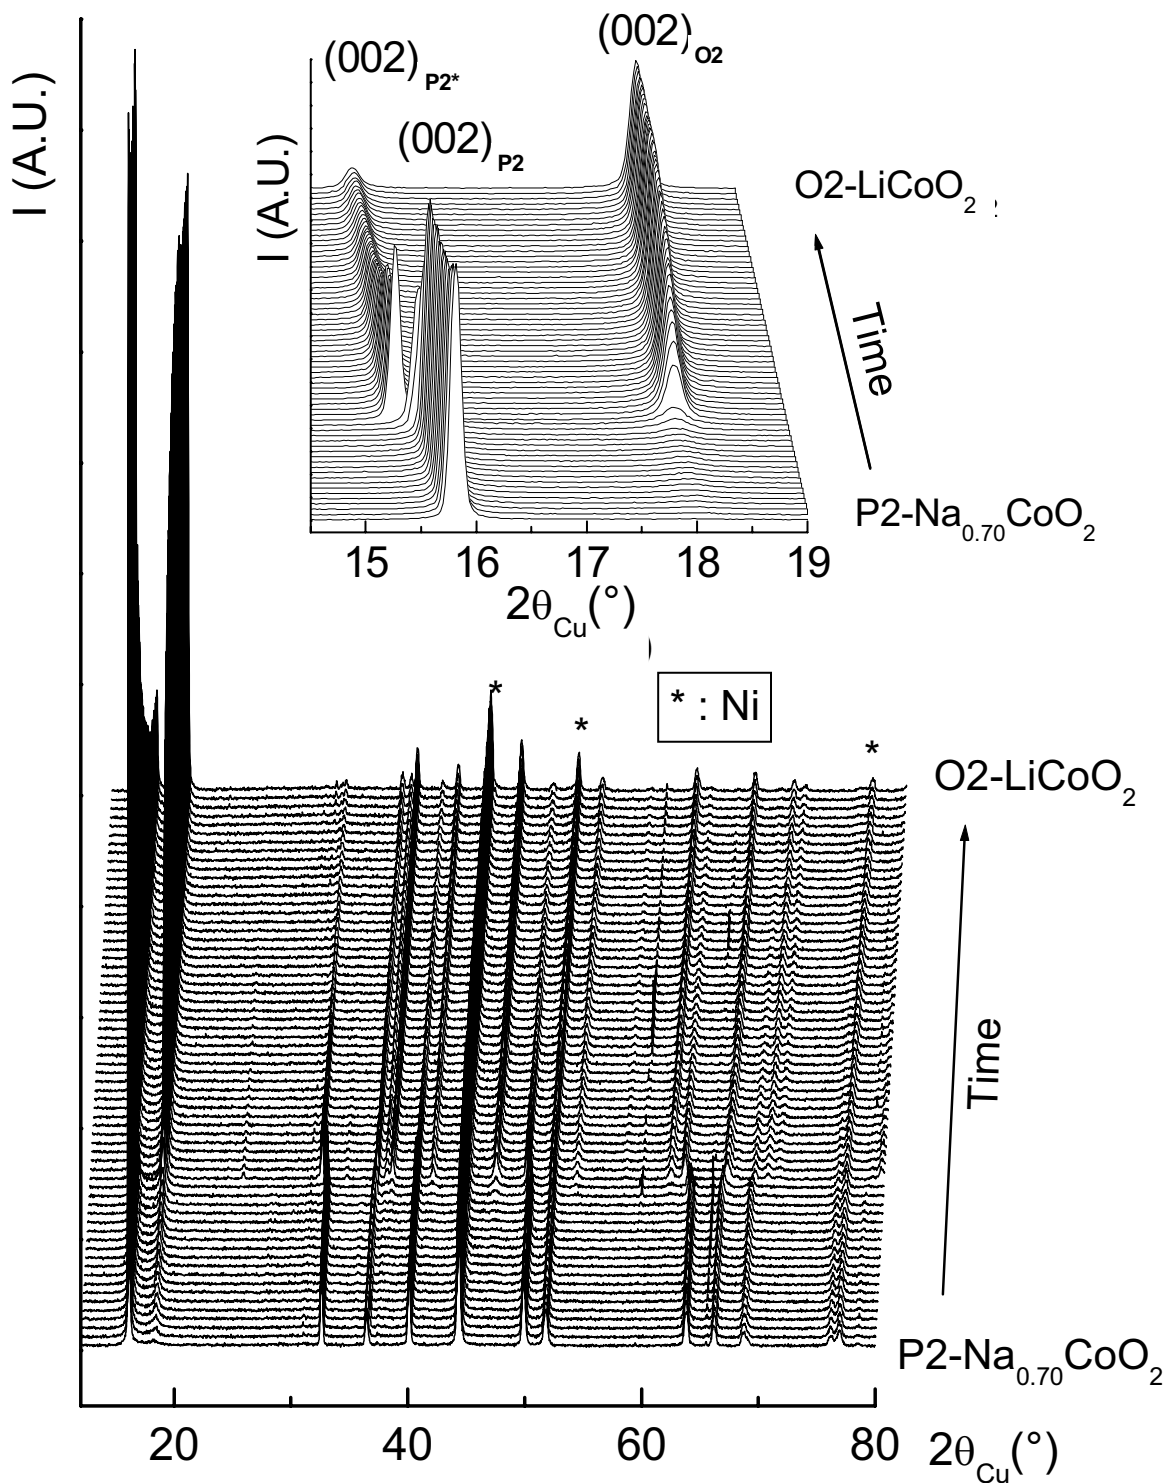 (002)O2
(002)P2*
(002)P2
I (A.U.)
I (A.U.)
O2-LiCoO2
Time
P2-Na0.70CoO2
15 16 17 18 19
2θCu(°)
* : Ni
* * *
O2-LiCoO2
Time
P2-Na0.70CoO2
20 40 60 80 2θCu(°)